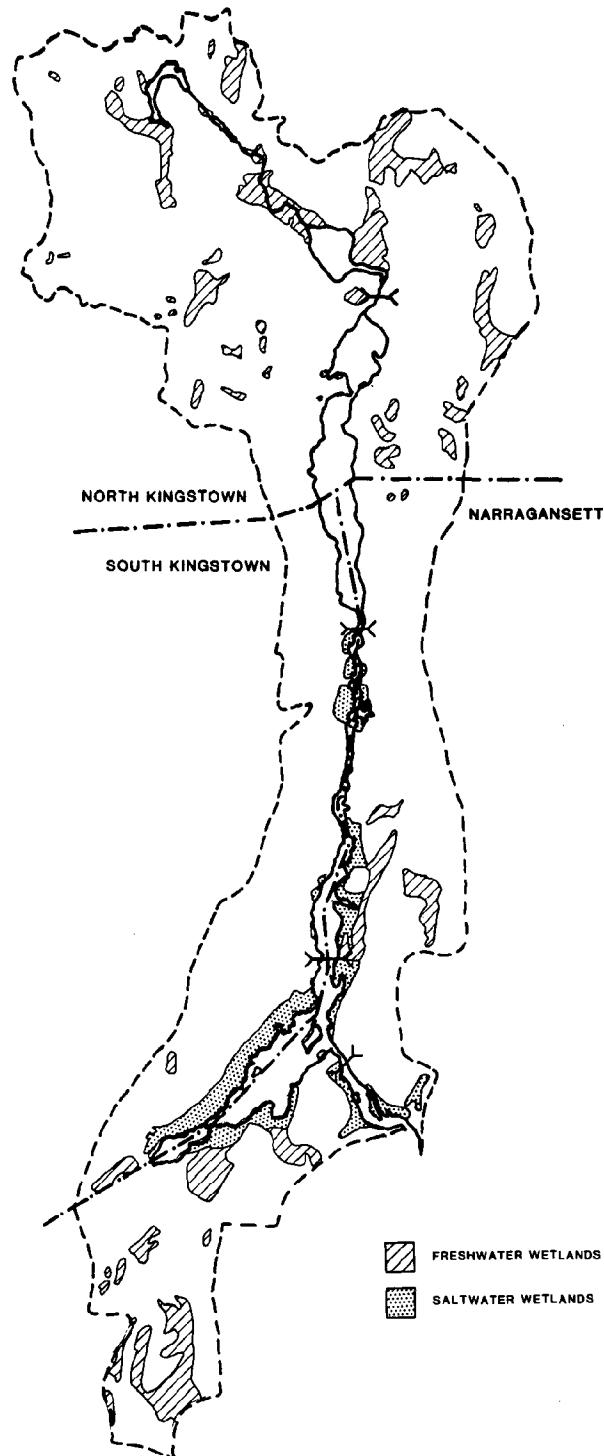 NORTH KINGSTOWN
NARRAGANSETT
SOUTH KINGSTOWN
FRESHWATER WETLANDS
SALTWATER WETLANDS